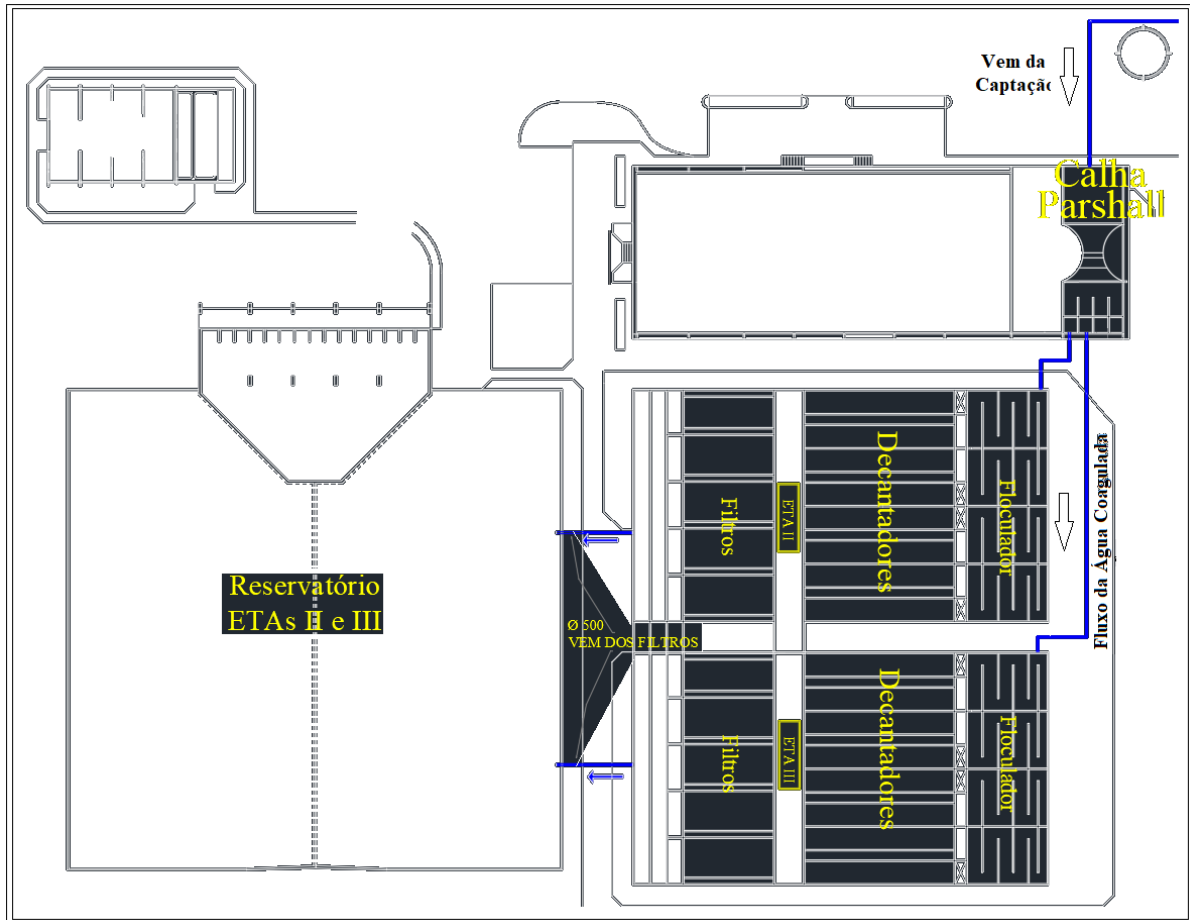 Vem da
Captação
Calha
Parshall
Fluxo da Água Coagulada
Floculador
Decantadores
ETA II
Filtros
Reservatório
ETAs II e III
Ø 500
VEM DOS FILTROS
Floculador
Decantadores
ETA III
Filtros